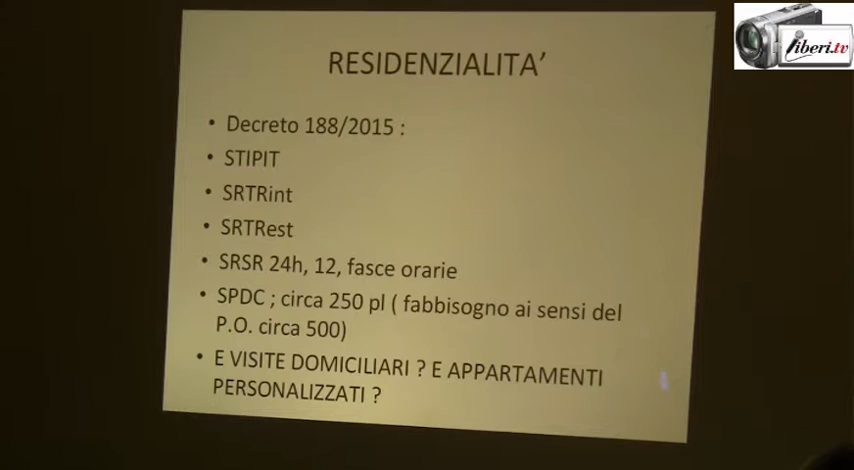 liberi.tv
RESIDENZIALITA'
• Decreto 188/2015 :
• STIPIT
• SRTRint
• SRTRest
• SRSR 24h, 12, fasce orarie
• SPDC ; circa 250 pl ( fabbisogno ai sensi del
P.O. circa 500)
• E VISITE DOMICILIARI ? E APPARTAMENTI
PERSONALIZZATI ?